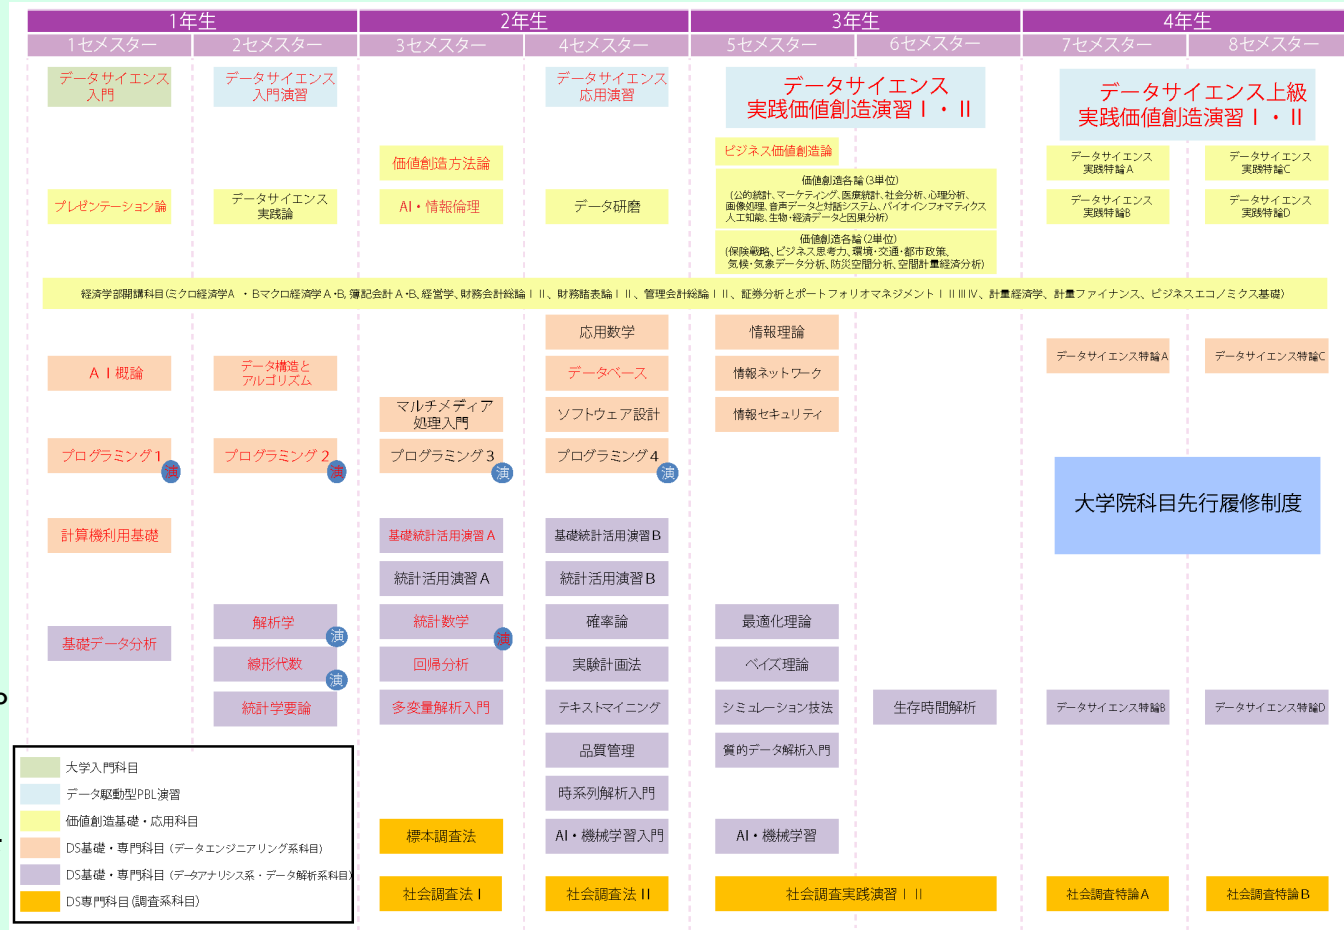 1年生
2年生
3年生
4年生
1セメスター
2セメスター
3セメスター
4セメスター
5セメスター
6セメスター
7セメスター
8セメスター
データサイエンス
入門
データサイエンス
入門演習
データサイエンス
応用演習
データサイエンス
実践価値創造演習Ⅰ・Ⅱ
データサイエンス上級
実践価値創造演習Ⅰ・Ⅱ
価値創造方法論
ビジネス価値創造論
データサイエンス
実践特論A
データサイエンス
実践特論C
プレゼンテーション論
データサイエンス
実践論
AI・情報倫理
データ研磨
価値創造各論(3単位)
(公的統計、マーケティング、医療統計、社会分析、心理分析、
画像処理、音声データと対話システム、バイオインフォマティクス
人工知能、生物・経済データと因果分析)
データサイエンス
実践特論B
データサイエンス
実践特論D
価値創造各論(2単位)
(保険戦略、ビジネス思考力、環境・交通・都市政策、
気候・気象データ分析、防災空間分析、空間計量経済分析)
経済学部開講科目(ミクロ経済学A ・Bマクロ経済学A・B, 簿記会計A・B、経営学、財務会計総論ⅠⅡ、財務諸表論ⅠⅡ、管理会計総論ⅠⅡ、証券分析とポートフォリオマネジメントⅠⅡⅢⅣ、計量経済学、計量ファイナンス、ビジネスエコノミクス基礎)
応用数学
情報理論
AI概論
データ構造と
アルゴリズム
データベース
情報ネットワーク
データサイエンス特論A
データサイエンス特論C
マルチメディア
処理入門
ソフトウェア設計
情報セキュリティ
プログラミング1
演
プログラミング2
演
プログラミング3
演
プログラミング4
演
大学院科目先行履修制度
計算機利用基礎
基礎統計活用演習A
基礎統計活用演習B
統計活用演習A
統計活用演習B
基礎データ分析
解析学
演
統計数学
演
確率論
最適化理論
線形代数
演
回帰分析
実験計画法
ベイズ理論
統計学要論
多変量解析入門
テキストマイニング
シミュレーション技法
生存時間解析
データサイエンス特論B
データサイエンス特論D
品質管理
質的データ解析入門
時系列解析入門
標本調査法
AI・機械学習入門
AI・機械学習
社会調査法Ⅰ
社会調査法Ⅱ
社会調査実践演習ⅠⅡ
社会調査特論A
社会調査特論B
大学入門科目
データ駆動型PBL演習
価値創造基礎・応用科目
DS基礎・専門科目(データエンジニアリング系科目)
DS基礎・専門科目(データアナリシス系・データ解析系科目)
DS専門科目(調査系科目)